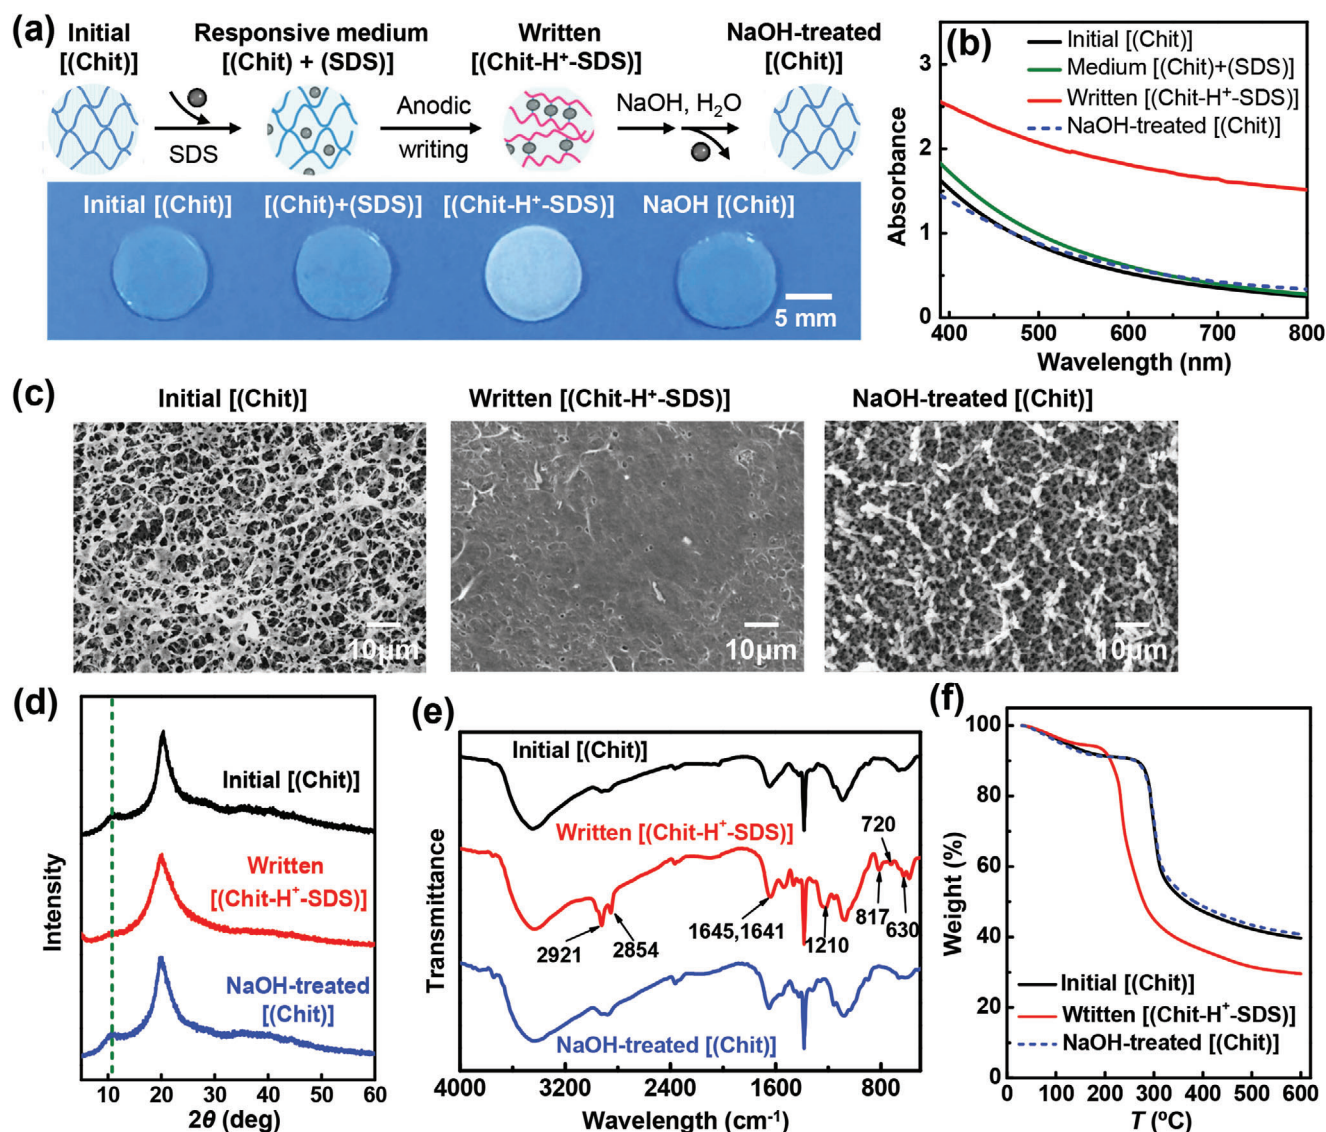 (a)
Initial
[(Chit)]
Responsive medium
[(Chit) + (SDS)]
Written
[(Chit-H⁺-SDS)]
NaOH-treated
[(Chit)]
SDS
Anodic
writing
NaOH, H₂O
Initial [(Chit)]
[(Chit)+(SDS)]
[(Chit-H⁺-SDS)]
NaOH [(Chit)]
5 mm
(b)
Initial [(Chit)]
Medium [(Chit)+(SDS)]
Written [(Chit-H⁺-SDS)]
NaOH-treated [(Chit)]
Absorbance
3
2
1
0
400 500 600 700 800
Wavelength (nm)
(c)
Initial [(Chit)]
Written [(Chit-H⁺-SDS)]
NaOH-treated [(Chit)]
10μm
10μm
10μm
(d)
Initial [(Chit)]
Written
[(Chit-H⁺-SDS)]
NaOH-treated
[(Chit)]
Intensity
10 20 30 40 50 60
2θ (deg)
(e)
Initial [(Chit)]
Written [(Chit-H⁺-SDS)]
720
2921
2854
1645,1641
1210
817
630
NaOH-treated [(Chit)]
Transmittance
4000 3200 2400 1600 800
Wavelength (cm⁻¹)
(f)
Weight (%)
100
80
60
40
20
0
Initial [(Chit)]
Wtitten [(Chit-H⁺-SDS)]
NaOH-treated [(Chit)]
0 100 200 300 400 500 600
T (ºC)